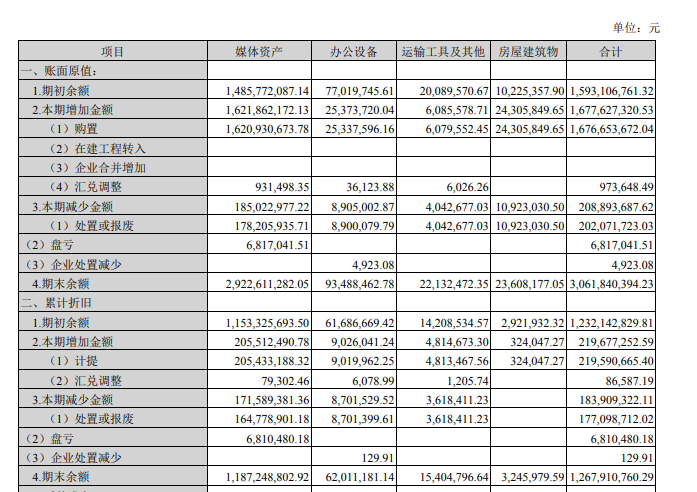 单位：元
项目 媒体资产 办公设备 运输工具及其他 房屋建筑物 合计
一、账面原值：
1.期初余额 1,485,772,087.14 77,019,745.61 20,089,570.67 10,225,357.90 1,593,106,761.32
2.本期增加金额 1,621,862,172.13 25,373,720.04 6,085,578.71 24,305,849.65 1,677,627,320.53
（1）购置 1,620,930,673.78 25,337,596.16 6,079,552.45 24,305,849.65 1,676,653,672.04
（2）在建工程转入
（3）企业合并增加
（4）汇兑调整 931,498.35 36,123.88 6,026.26 973,648.49
3.本期减少金额 185,022,977.22 8,905,002.87 4,042,677.03 10,923,030.50 208,893,687.62
（1）处置或报废 178,205,935.71 8,900,079.79 4,042,677.03 10,923,030.50 202,071,723.03
（2）盘亏 6,817,041.51 6,817,041.51
（3）企业处置减少 4,923.08 4,923.08
4.期末余额 2,922,611,282.05 93,488,462.78 22,132,472.35 23,608,177.05 3,061,840,394.23
二、累计折旧
1.期初余额 1,153,325,693.50 61,686,669.42 14,208,534.57 2,921,932.32 1,232,142,829.81
2.本期增加金额 205,512,490.78 9,026,041.24 4,814,673.30 324,047.27 219,677,252.59
（1）计提 205,433,188.32 9,019,962.25 4,813,467.56 324,047.27 219,590,665.40
（2）汇兑调整 79,302.46 6,078.99 1,205.74 86,587.19
3.本期减少金额 171,589,381.36 8,701,529.52 3,618,411.23 183,909,322.11
（1）处置或报废 164,778,901.18 8,701,399.61 3,618,411.23 177,098,712.02
（2）盘亏 6,810,480.18 6,810,480.18
（3）企业处置减少 129.91 129.91
4.期末余额 1,187,248,802.92 62,011,181.14 15,404,796.64 3,245,979.59 1,267,910,760.29